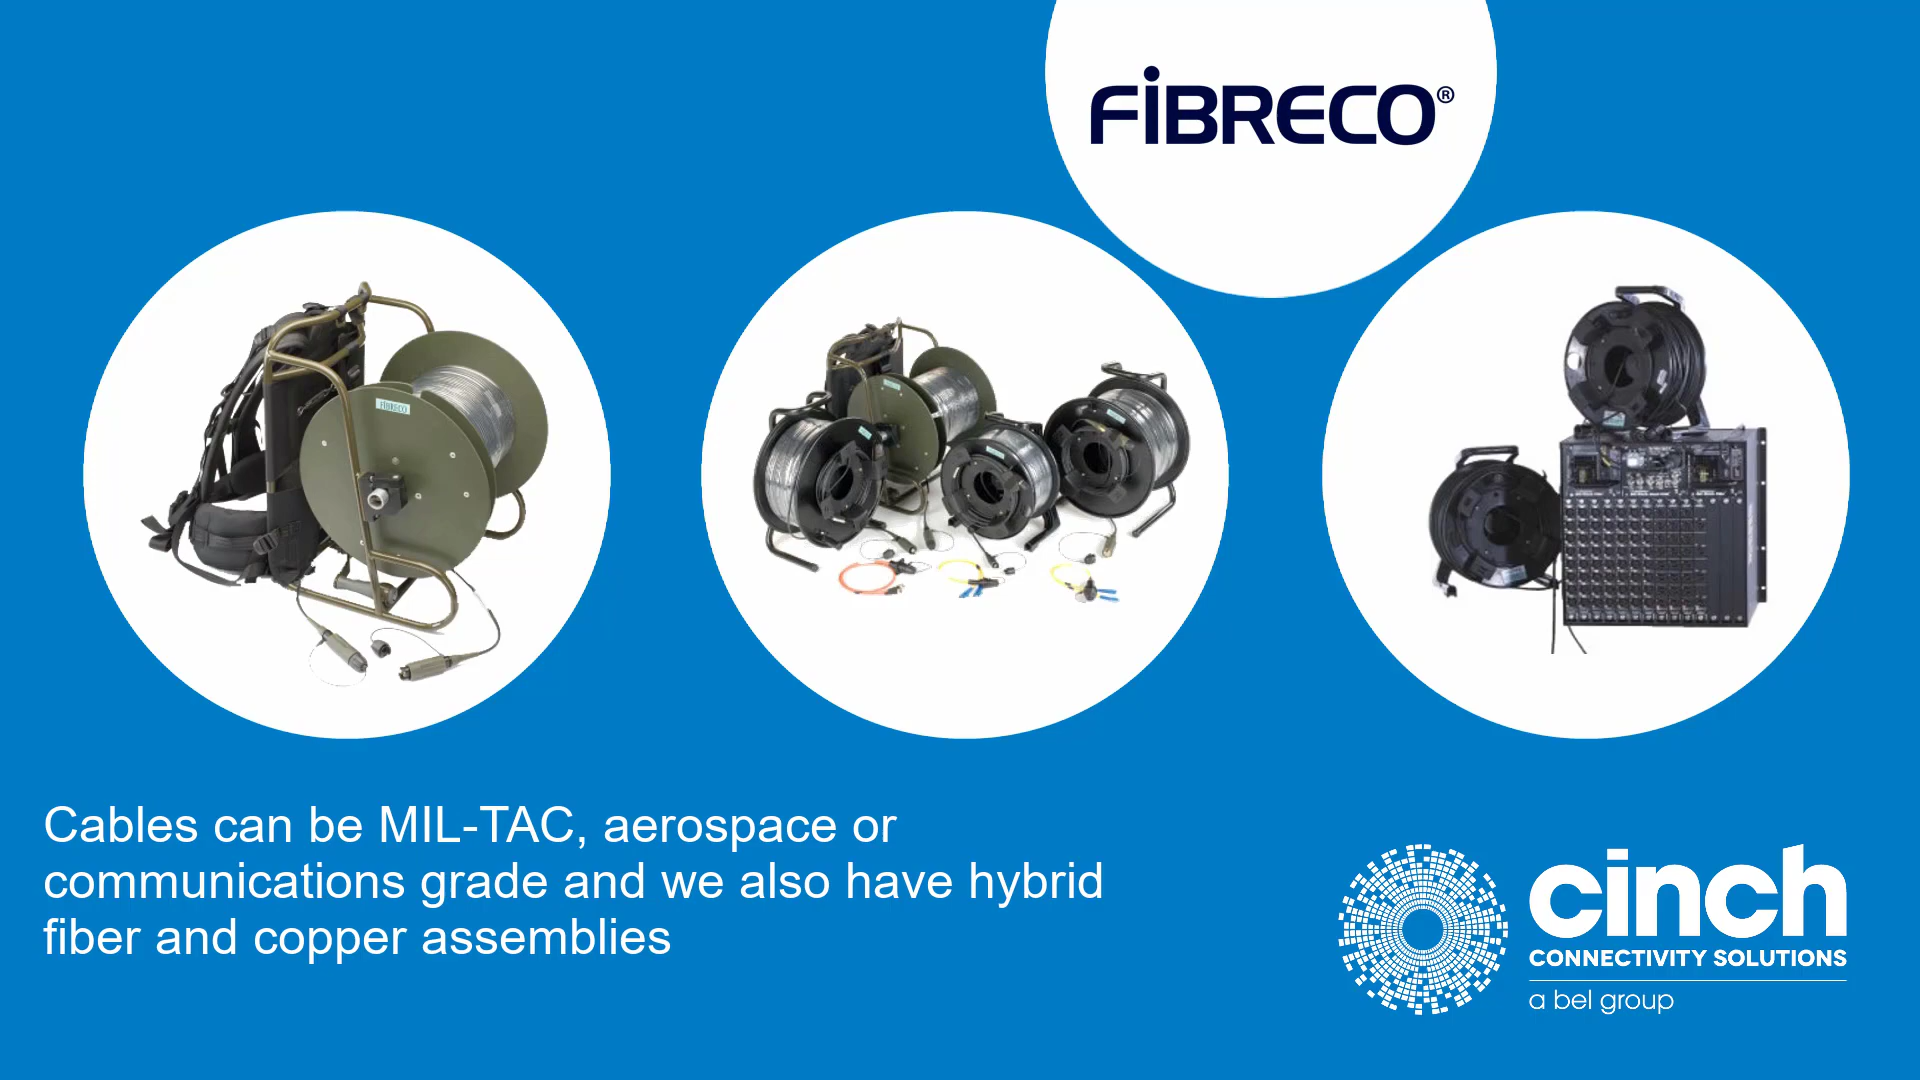 FiBRECO®
FIBRECO
Cables can be MIL-TAC, aerospace or
communications grade and we also have hybrid
fiber and copper assemblies
cinch
CONNECTIVITY SOLUTIONS
a bel group